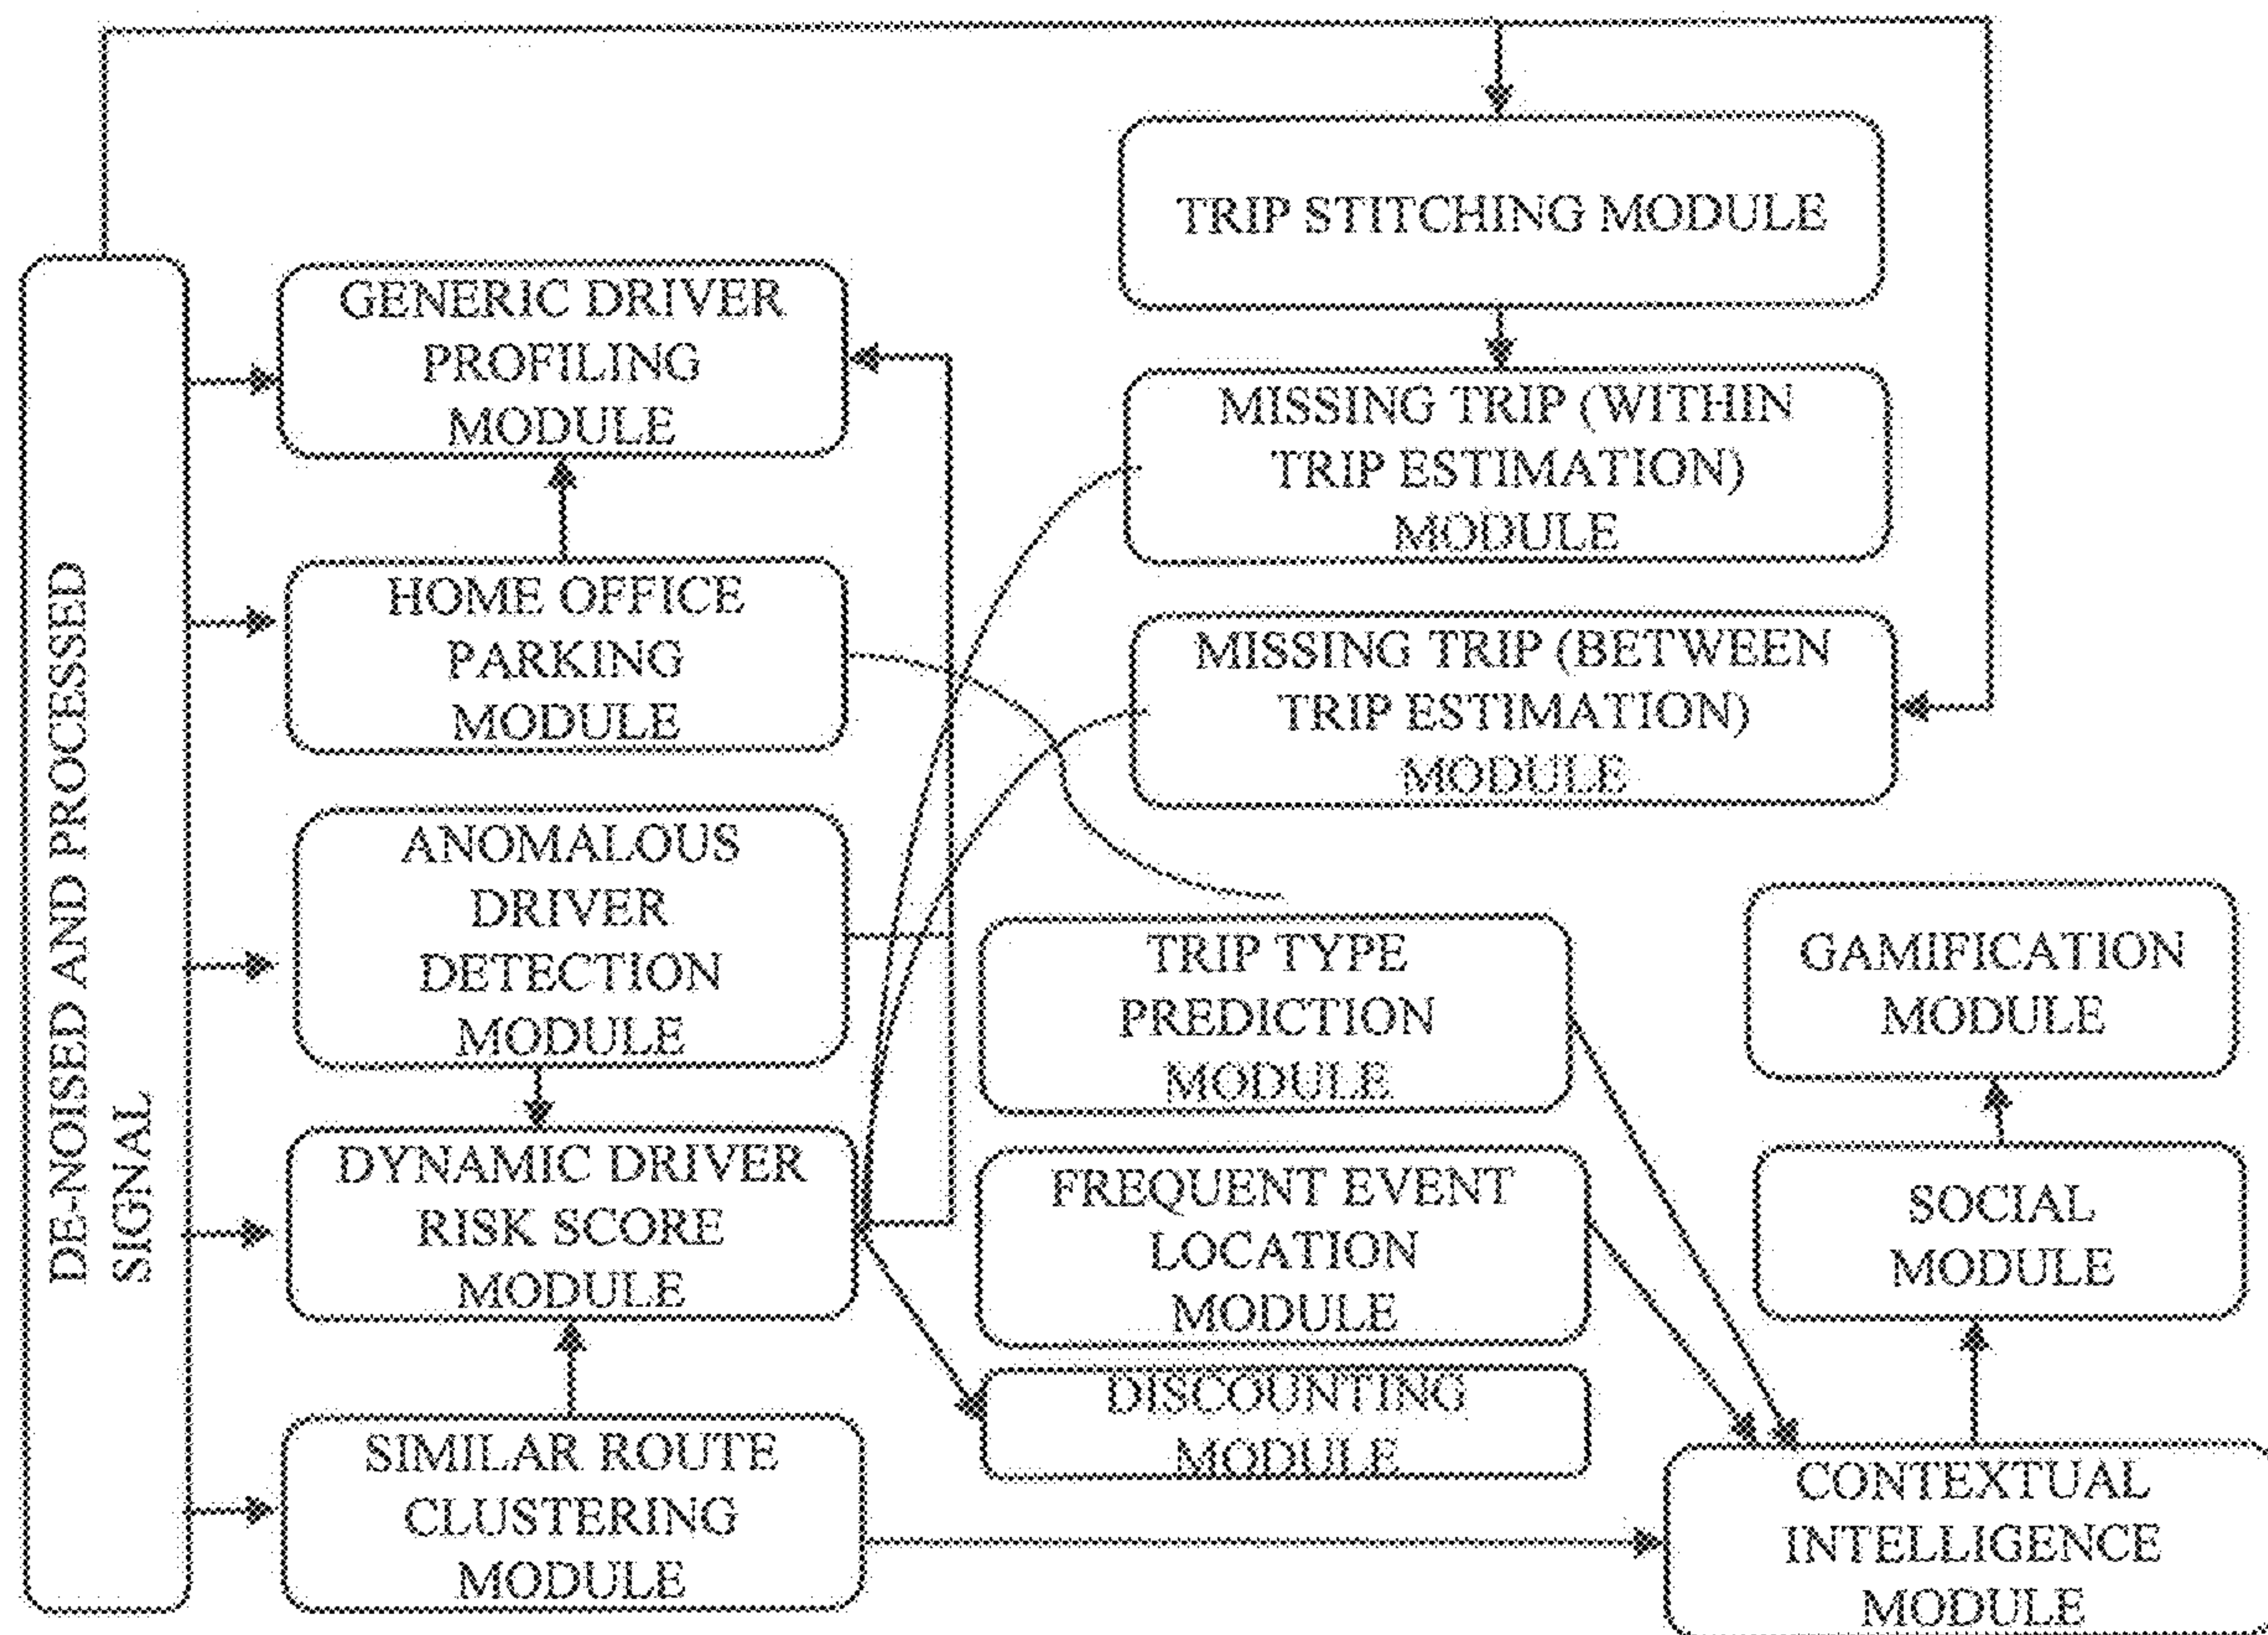 DE-NOISED AND PROCESSED
SIGNAL
GENERIC DRIVER
PROFILING
MODULE
HOME OFFICE
PARKING
MODULE
ANOMALOUS
DRIVER
DETECTION
MODULE
DYNAMIC DRIVER
RISK SCORE
MODULE
SIMILAR ROUTE
CLUSTERING
MODULE
TRIP STITCHING MODULE
MISSING TRIP (WITHIN
TRIP ESTIMATION)
MODULE
MISSING TRIP (BETWEEN
TRIP ESTIMATION)
MODULE
TRIP TYPE
PREDICTION
MODULE
FREQUENT EVENT
LOCATION
MODULE
DISCOUNTING
MODULE
GAMIFICATION
MODULE
SOCIAL
MODULE
CONTEXTUAL
INTELLIGENCE
MODULE